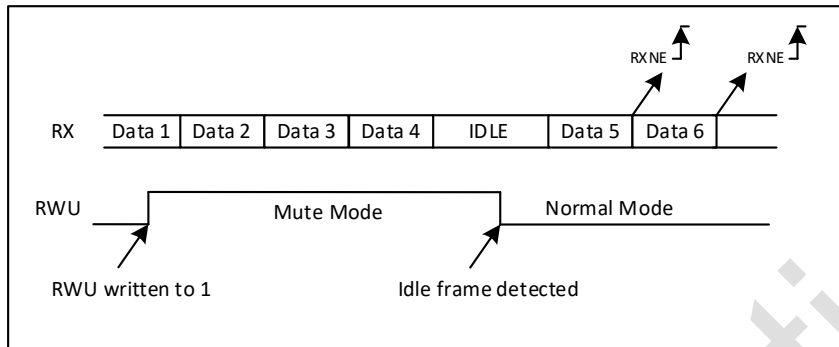 RXNE RXNE
RX Data 1 Data 2 Data 3 Data 4 IDLE Data 5 Data 6
RWU Mute Mode Normal Mode
RWU written to 1 Idle frame detected